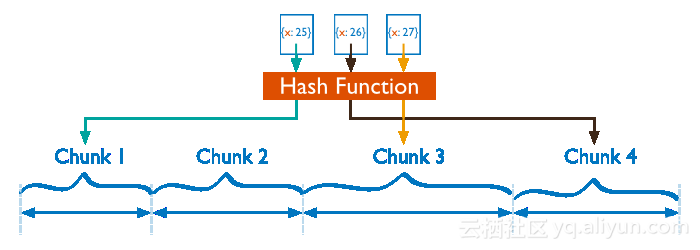 {x: 25} {x: 26} {x: 27}
Hash Function
Chunk 1 Chunk 2 Chunk 3 Chunk 4
云栖社区 yq.aliyun.com